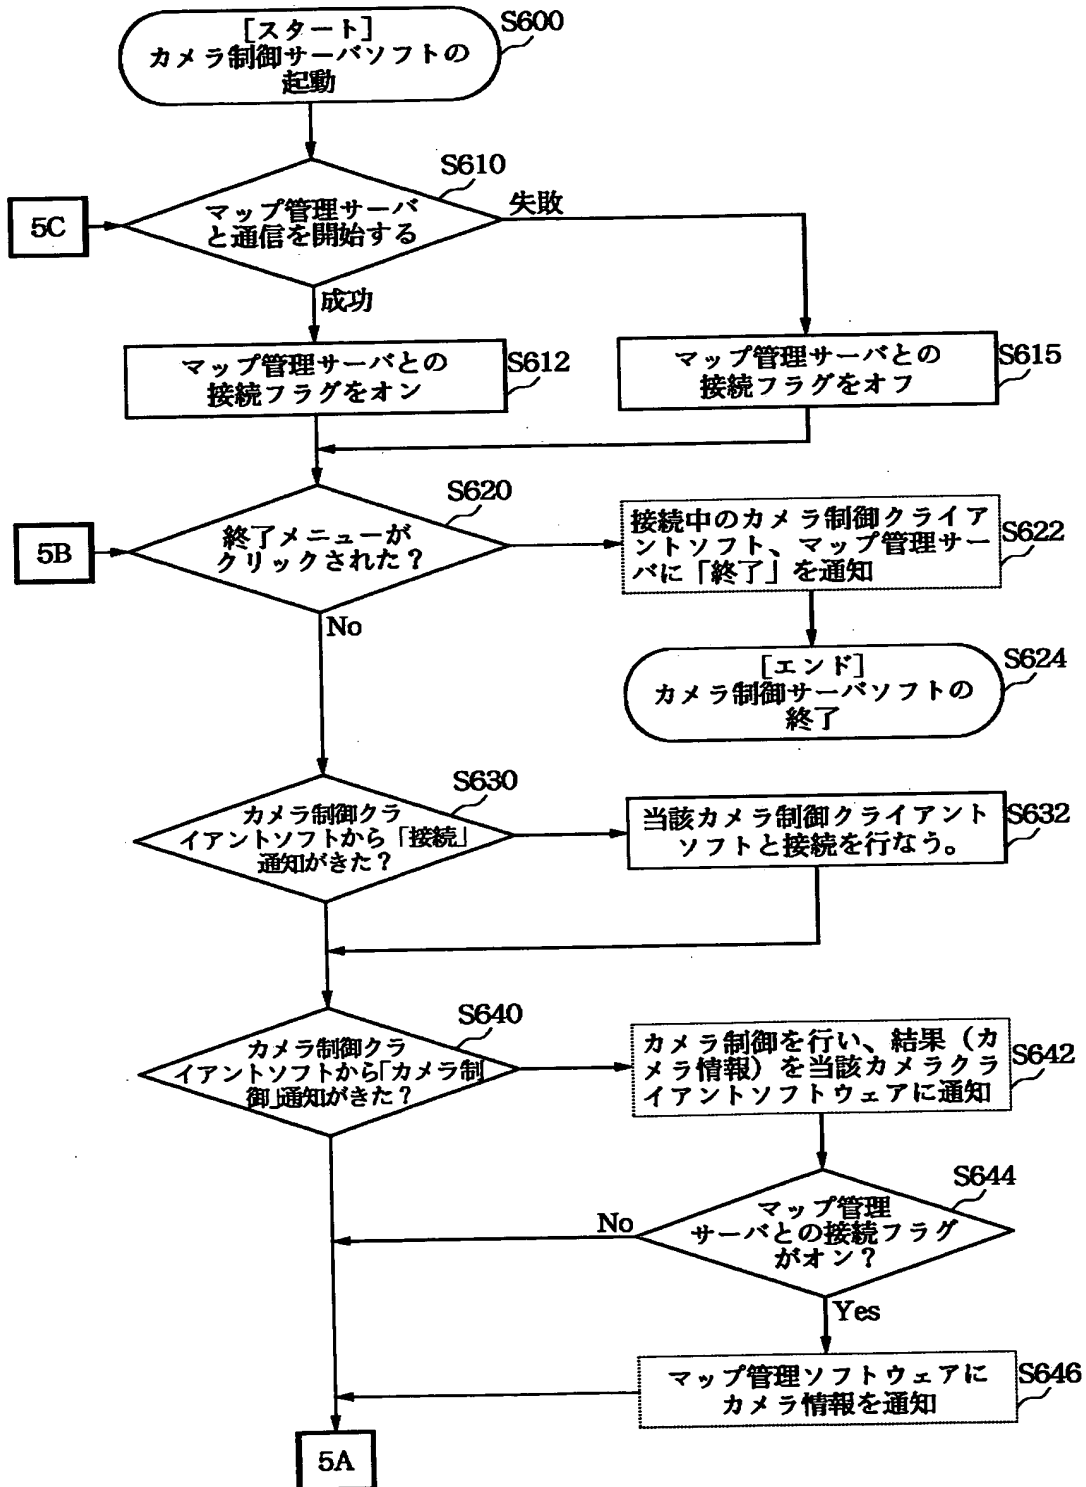 [スタート]
カメラ制御サーバソフトの
起動
S600
S610
マップ管理サーバ
と通信を開始する
失敗
5C
成功
マップ管理サーバとの
接続フラグをオン
S612
マップ管理サーバとの
接続フラグをオフ
S615
S620
終了メニューが
クリックされた？
5B
接続中のカメラ制御クライア
ントソフト、マップ管理サー
バに「終了」を通知
S622
No
[エンド]
カメラ制御サーバソフトの
終了
S624
S630
カメラ制御クラ
イアントソフトから「接続」
通知がきた？
当該カメラ制御クライアント
ソフトと接続を行なう。
S632
S640
カメラ制御クラ
イアントソフトから「カメラ制
御」通知がきた？
カメラ制御を行い、結果（カ
メラ情報）を当該カメラクラ
イアントソフトウェアに通知
S642
S644
マップ管理
サーバとの接続フラグ
がオン？
No
Yes
マップ管理ソフトウェアに
カメラ情報を通知
S646
5A